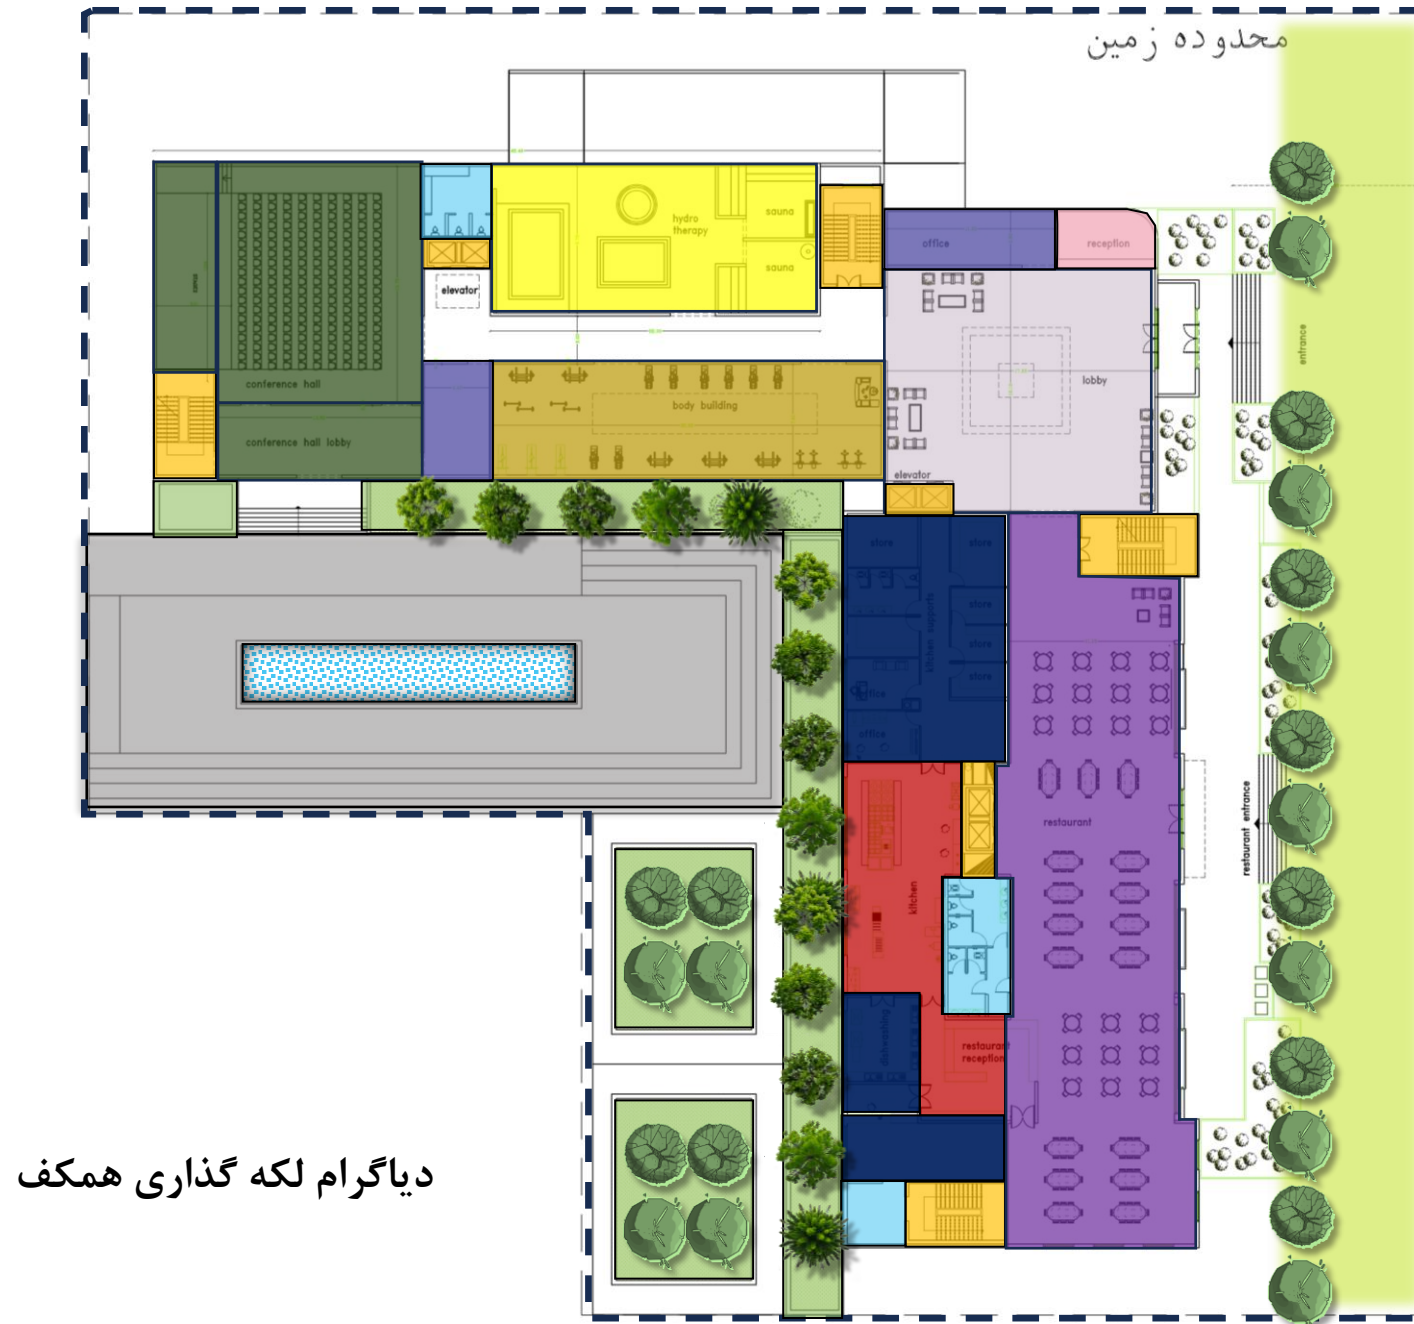 محدوده زمین
hydro
therapy
sauna
sauna
office
reception
elevator
entrance
conference hall
body building
lobby
conference hall lobby
elevator
store
store
store
kitchen supports
store
store
office
office
restaurant
restaurant entrance
kitchen
dishwashing
restaurant
reception
دیاگرام لکه گذاری همکف